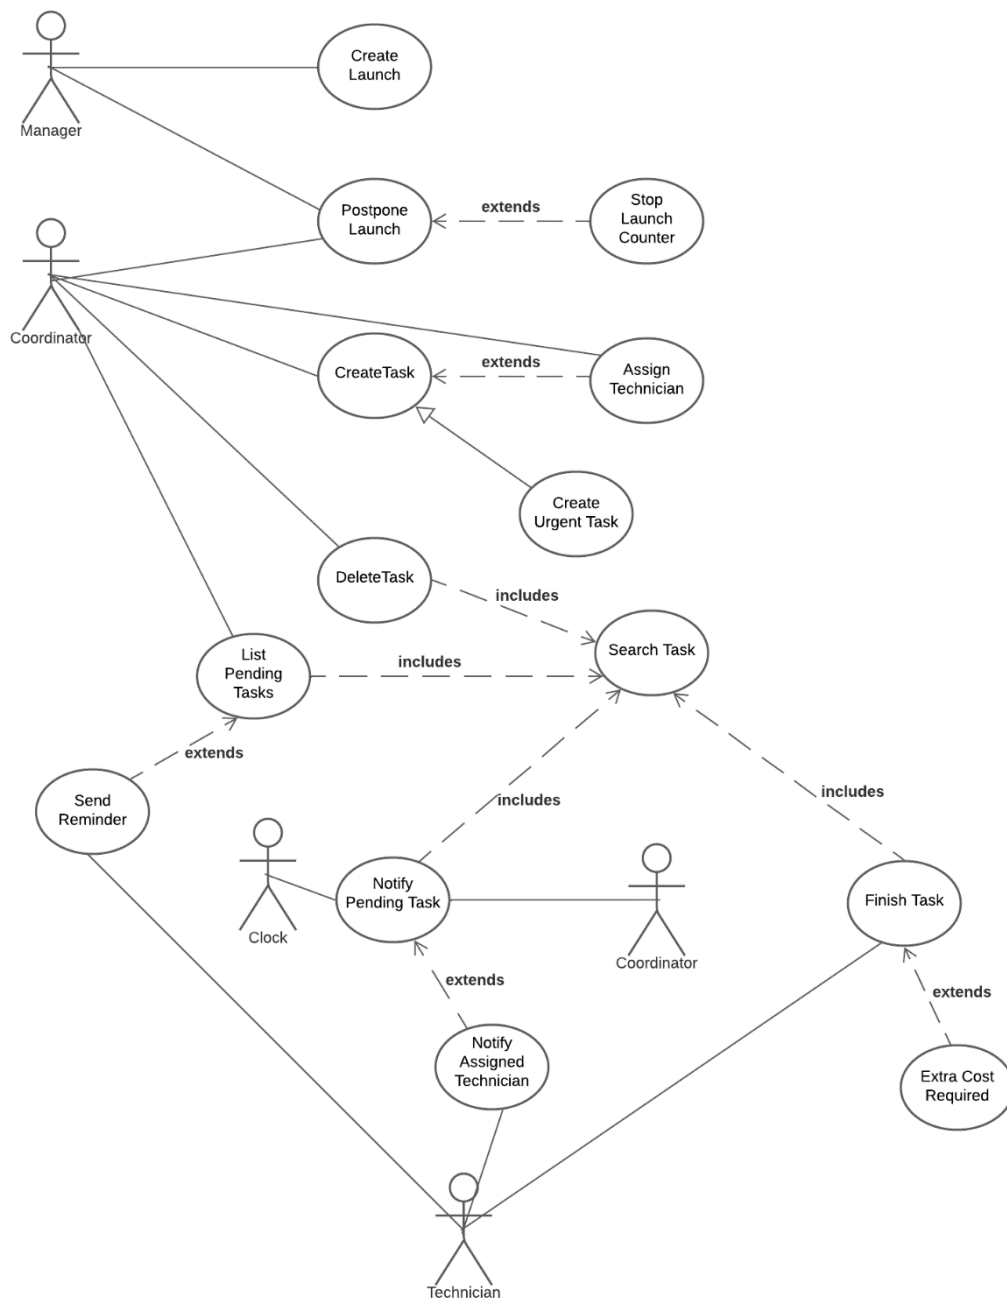 Create
Launch
Manager
Postpone
Launch
extends
Stop
Launch
Counter
Coordinator
CreateTask
extends
Assign
Technician
Create
Urgent Task
DeleteTask
includes
Search Task
List
Pending
Tasks
includes
extends
Send
Reminder
includes
includes
Clock
Notify
Pending Task
Coordinator
Finish Task
extends
extends
Notify
Assigned
Technician
Extra Cost
Required
Technician